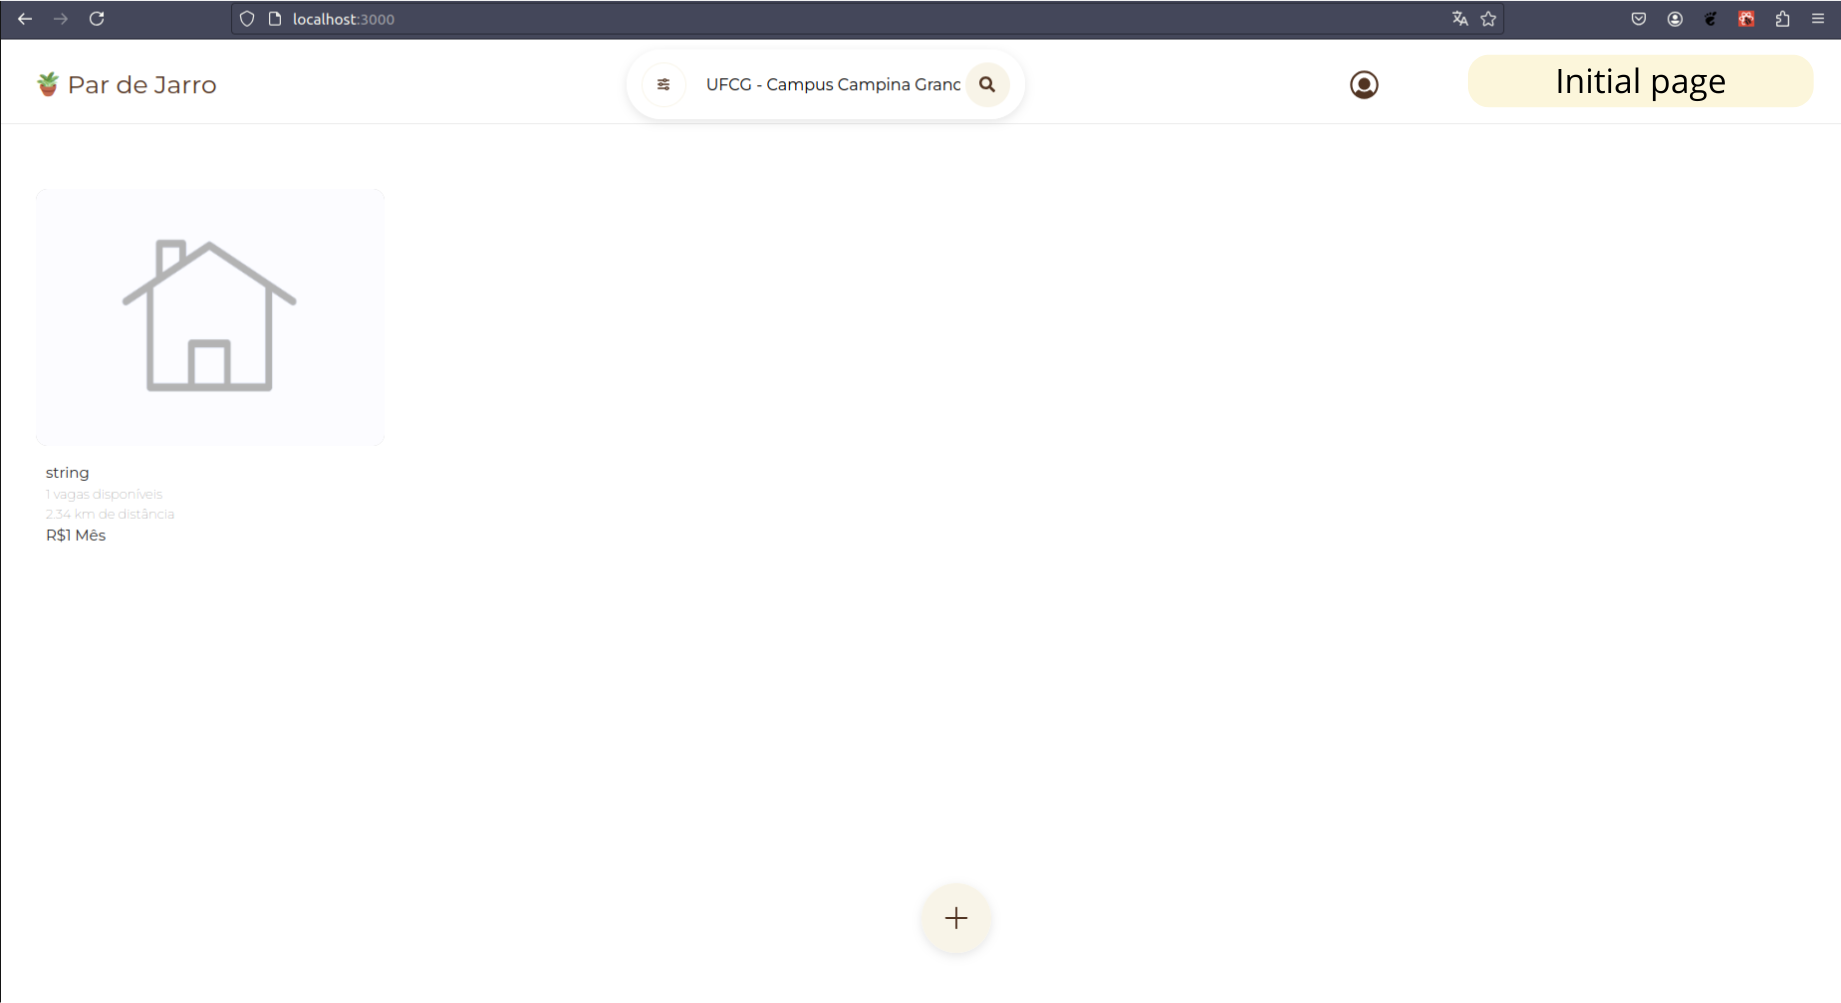 localhost:3000
Par de Jarro
UFCG - Campus Campina Granc
Initial page
string
1 vagas disponíveis
2.34 km de distância
R$1 Mês